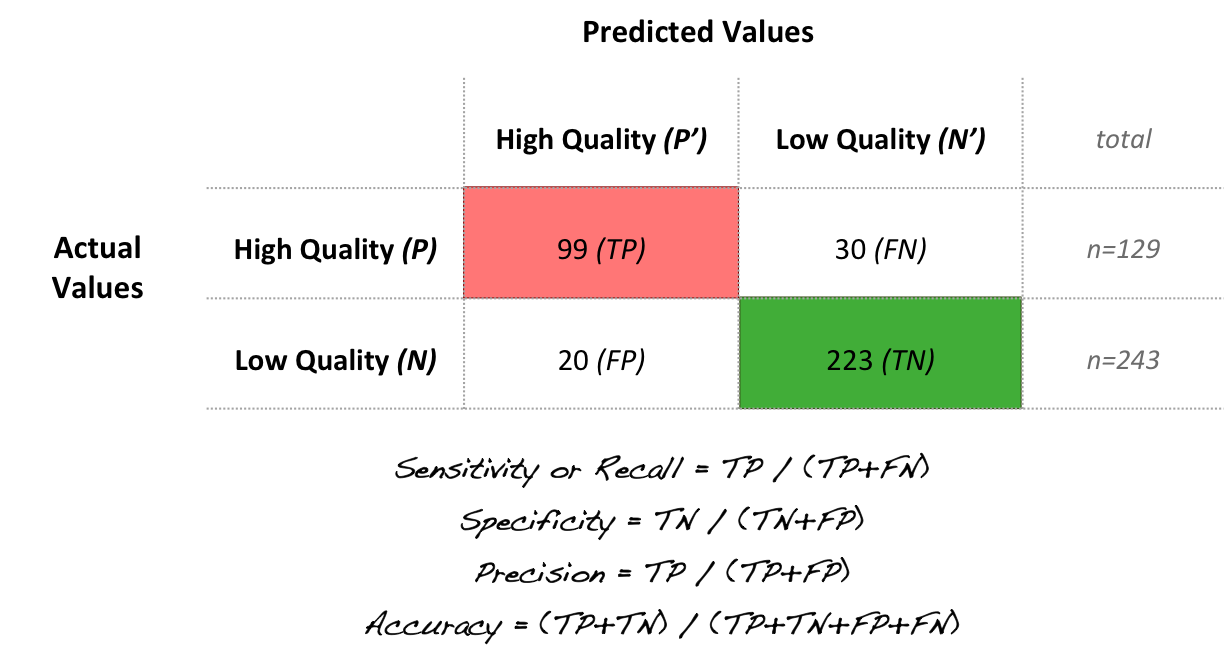 Predicted Values
High Quality (P’) Low Quality (N’) total
Actual Values
High Quality (P) 99 (TP) 30 (FN) n=129
Low Quality (N) 20 (FP) 223 (TN) n=243
Sensitivity or Recall = TP / (TP+FN)
Specificity = TN / (TN+FP)
Precision = TP / (TP+FP)
Accuracy = (TP+TN) / (TP+TN+FP+FN)